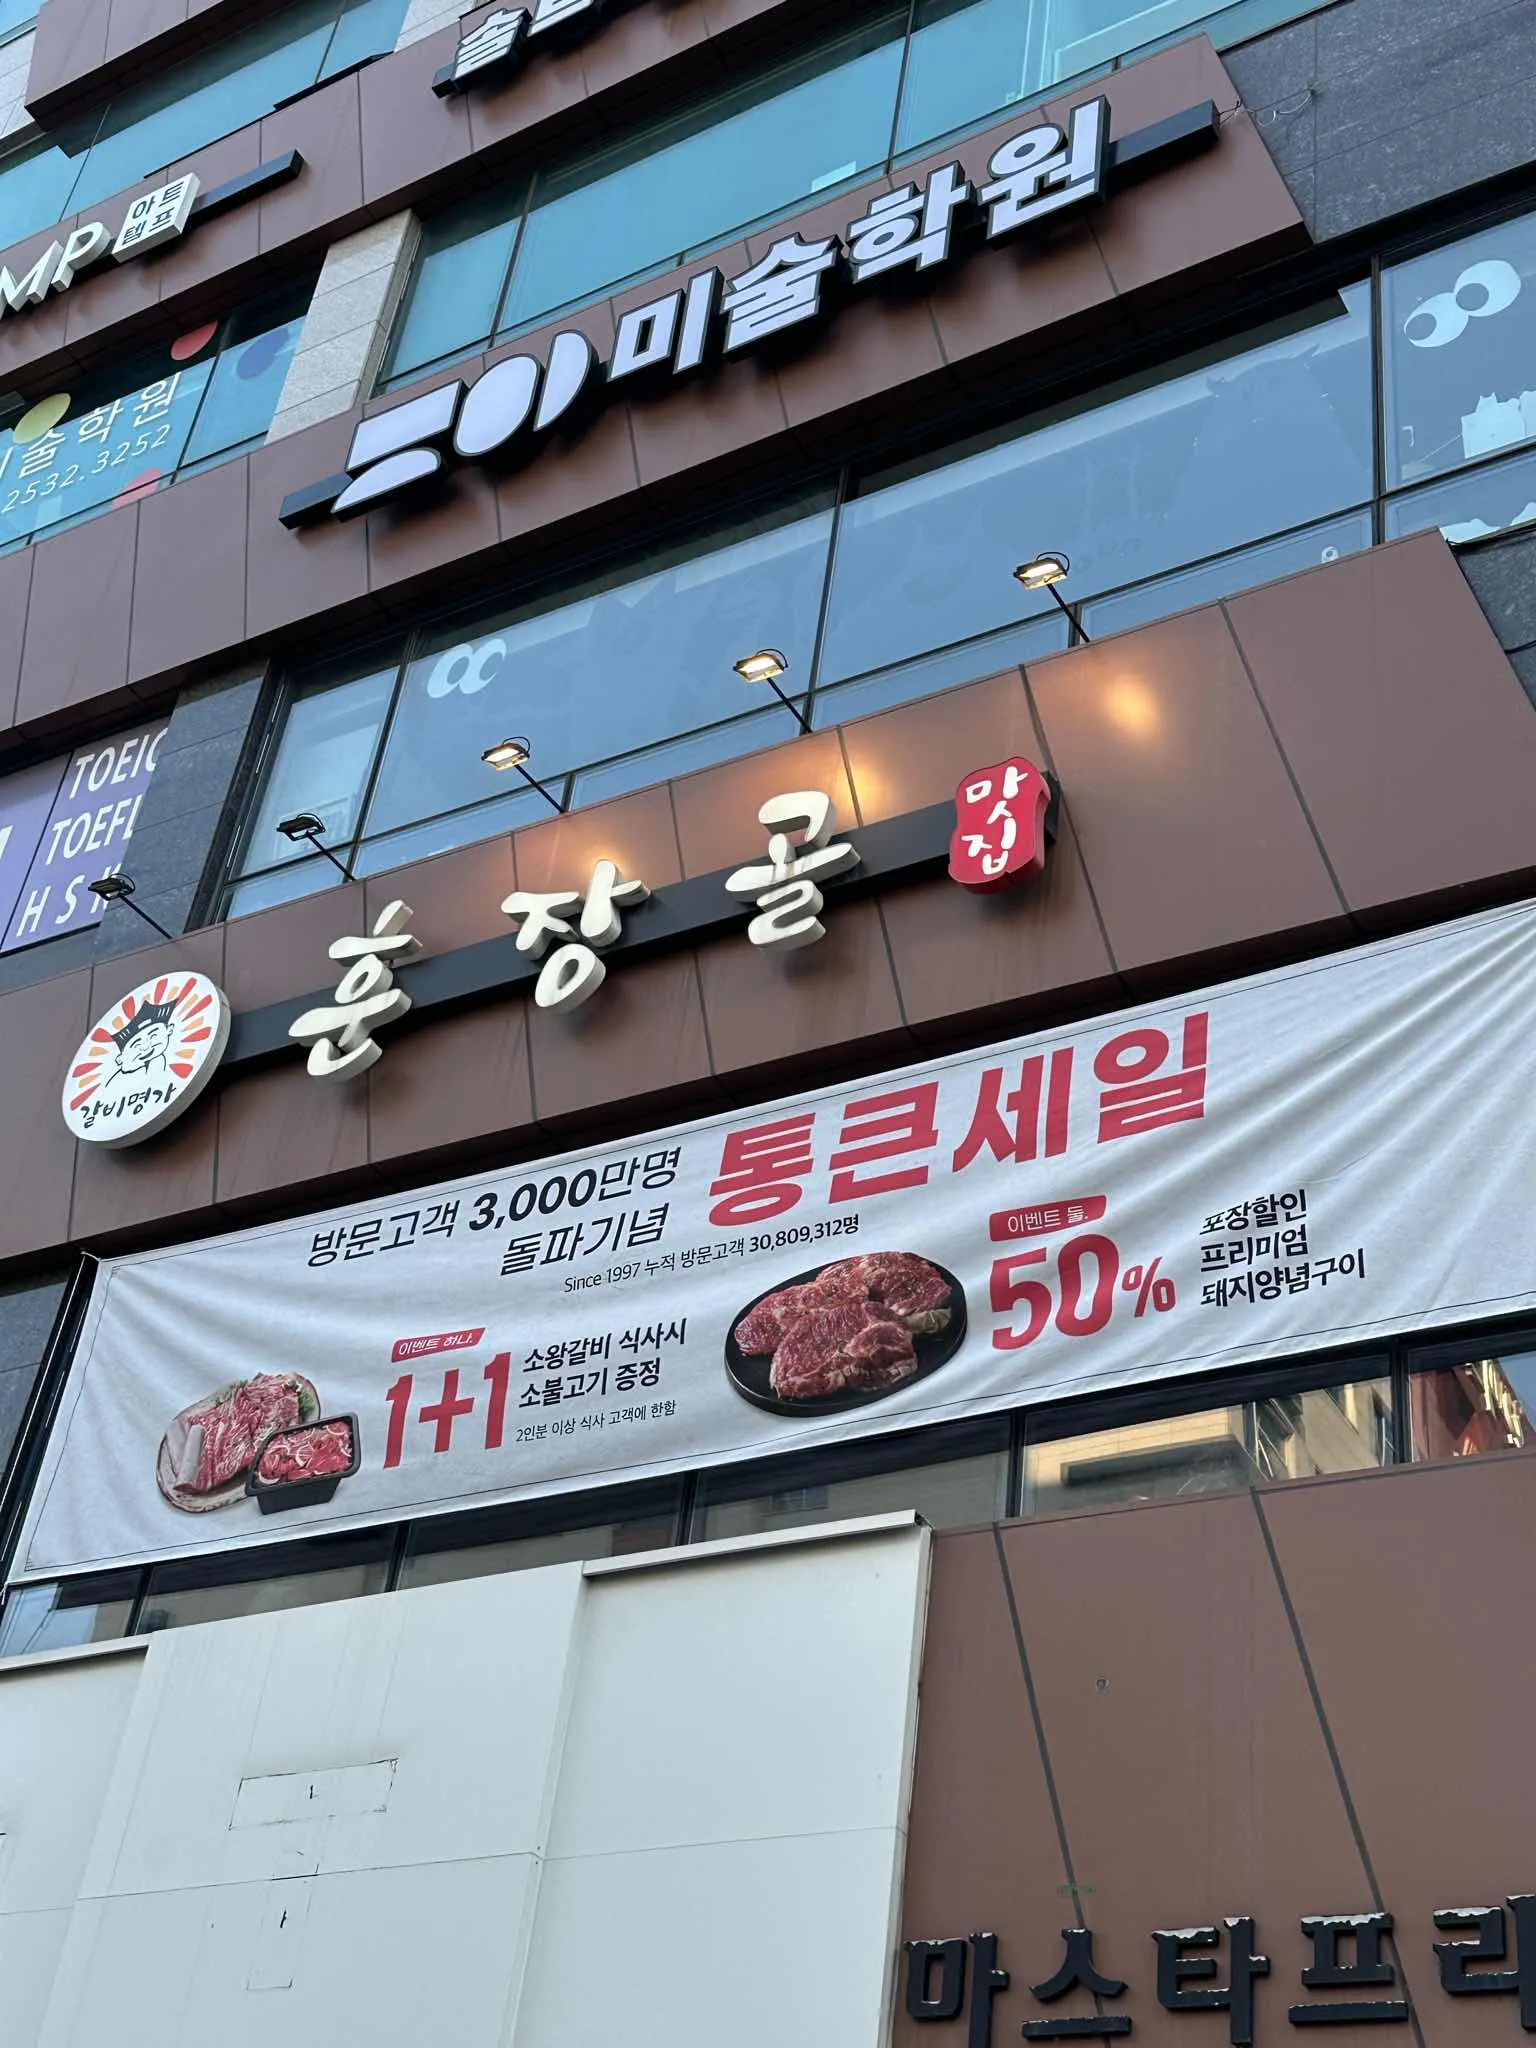 MP
아트
템프
미술학원
술학원
2532.3252
TOEIC
TOEFL
HSK
훈장골
맛집
갈비명가
방문고객 3,000만명
돌파기념
통큰세일
Since 1997 누적 방문고객 30,809,312명
이벤트 하나.
1+1
소왕갈비 식사시
소불고기 증정
2인분 이상 식사 고객에 한함
이벤트 둘.
50%
포장할인
프리미엄
돼지양념구이
마스타프라